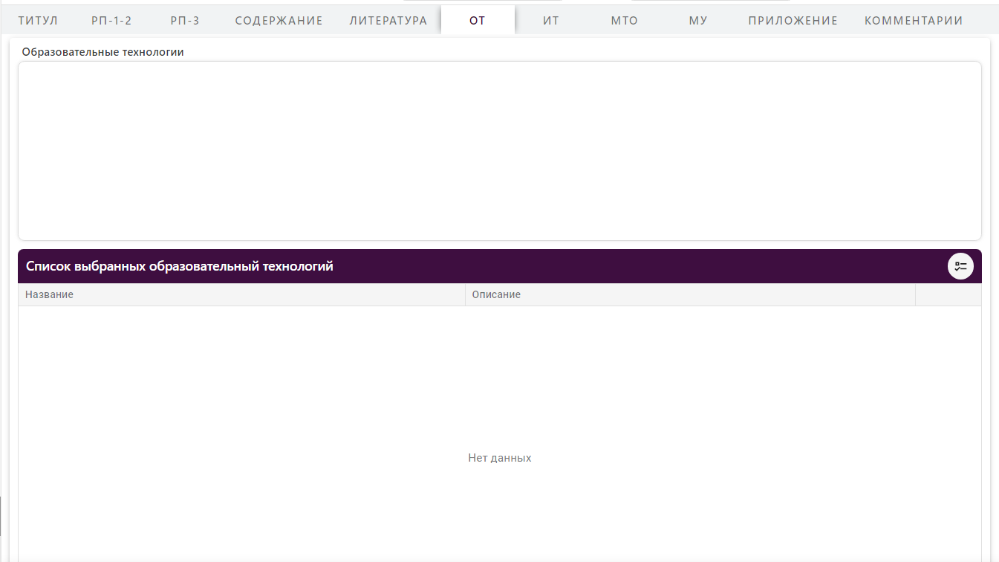 ТИТУЛ РП-1-2 РП-3 СОДЕРЖАНИЕ ЛИТЕРАТУРА ОТ ИТ МТО МУ ПРИЛОЖЕНИЕ КОММЕНТАРИИ
Образовательные технологии
Список выбранных образовательный технологий
Название Описание
Нет данных